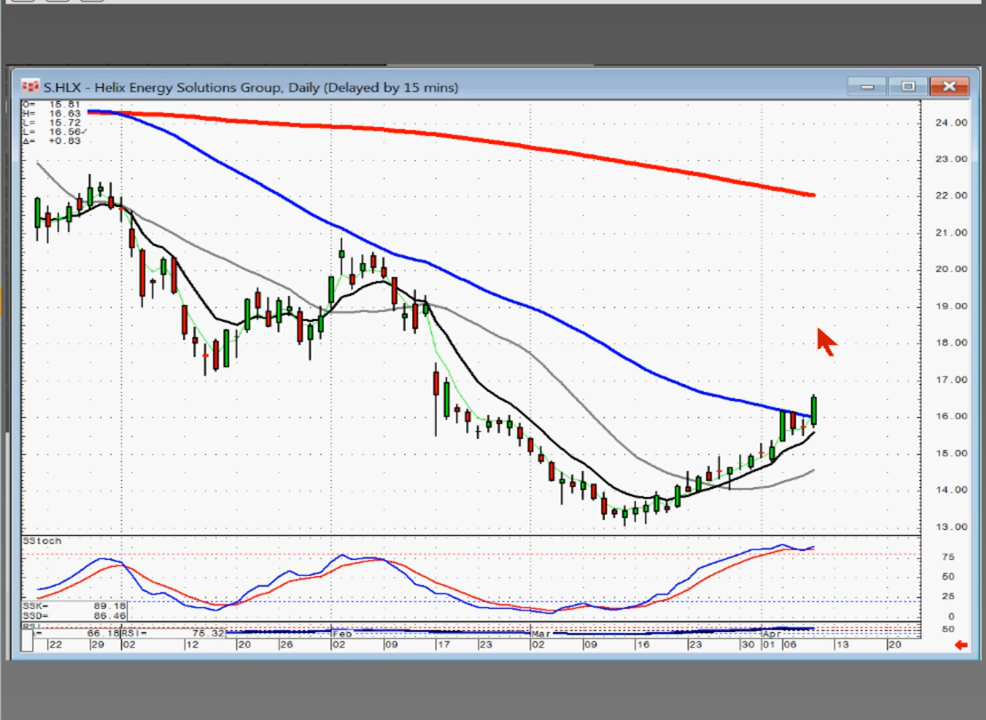 S.HLX - Helix Energy Solutions Group, Daily (Delayed by 15 mins)
O= 15.81
H= 16.63
L= 15.72
L= 16.56✓
Δ= +0.83
24.00
23.00
22.00
21.00
20.00
19.00
18.00
17.00
16.00
15.00
14.00
13.00
SStoch
75
50
25
0
SSK= 89.18
SSD= 86.46
66.18 RSI= 75.32
50
Feb Mar Apr
22 29 02 12 20 26 02 09 17 23 02 09 16 23 30 01 06 13 20